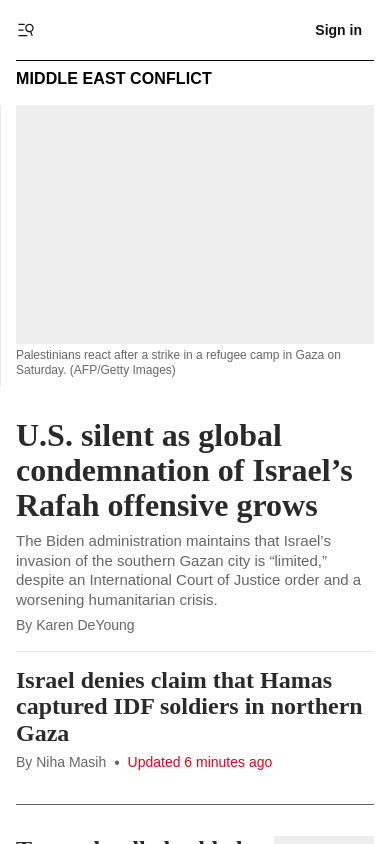 Sign in
MIDDLE EAST CONFLICT
Palestinians react after a strike in a refugee camp in Gaza on
Saturday. (AFP/Getty Images)
U.S. silent as global
condemnation of Israel’s
Rafah offensive grows
The Biden administration maintains that Israel’s
invasion of the southern Gazan city is “limited,”
despite an International Court of Justice order and a
worsening humanitarian crisis.
By Karen DeYoung
Israel denies claim that Hamas
captured IDF soldiers in northern
Gaza
By Niha Masih • Updated 6 minutes ago